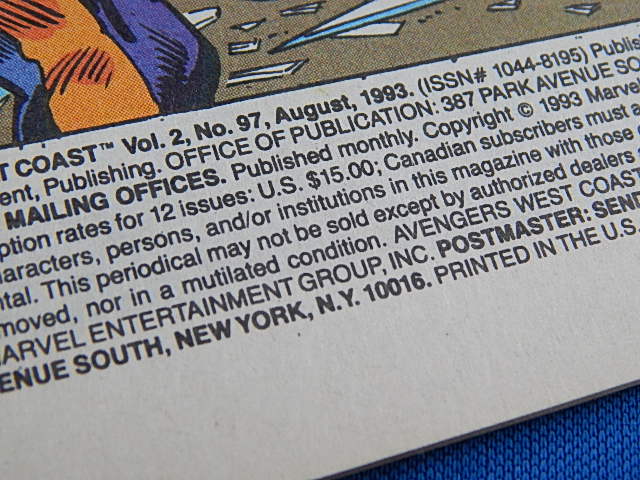 T COAST™ Vol. 2, No. 97, August, 1993. (ISSN# 1044-8195) Publish
ent, Publishing. OFFICE OF PUBLICATION: 387 PARK AVENUE SO
MAILING OFFICES. Published monthly. Copyright © 1993 Marve
ption rates for 12 issues: U.S. $15.00; Canadian subscribers must
aracters, persons, and/or institutions in this magazine with those
ntal. This periodical may not be sold except by authorized dealers
moved, nor in a mutilated condition. AVENGERS WEST COAST
MARVEL ENTERTAINMENT GROUP, INC. POSTMASTER: SEND
ENUE SOUTH, NEW YORK, N.Y. 10016. PRINTED IN THE U.S.